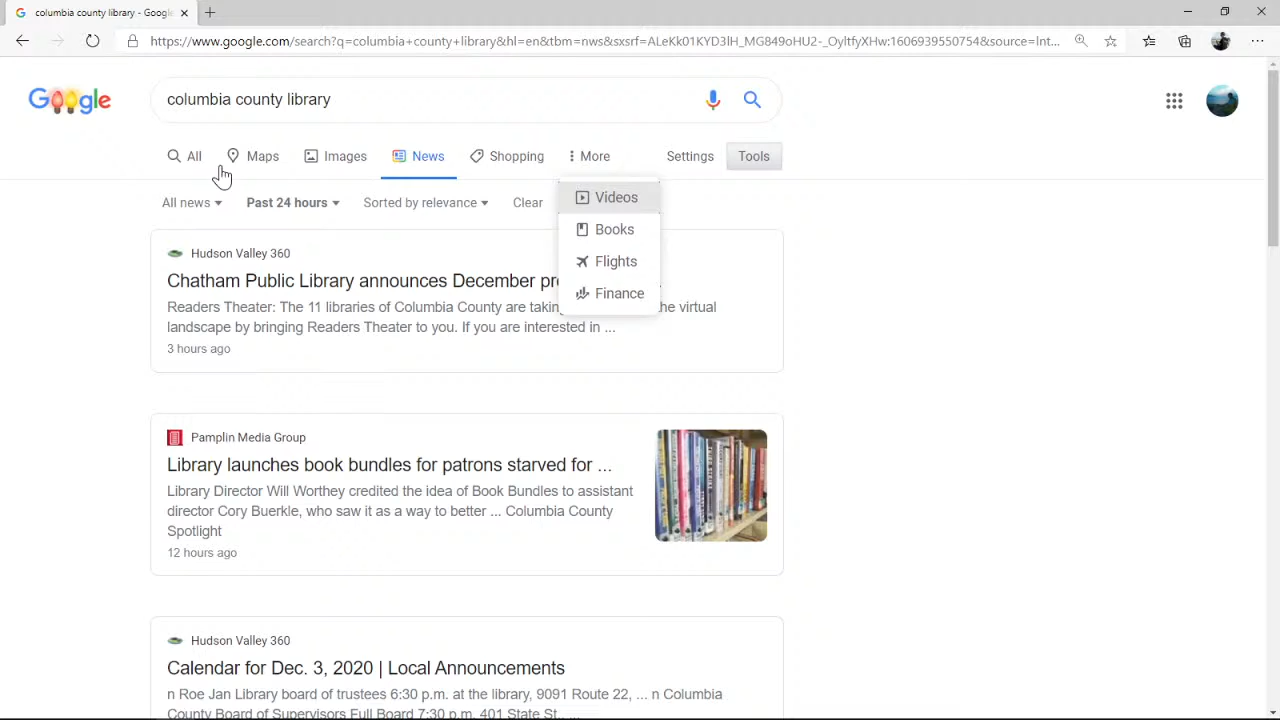 columbia county library - Goog
https://www.google.com/search?q=columbia+county+library&hl=en&tbm=nws&sxsrf=ALeKk01KYD3lH_MG849oHU2-_OyltfyXHw:1606939550754&source=lnt...
Google
columbia county library
All Maps Images News Shopping More Settings Tools
All news Past 24 hours Sorted by relevance Clear
Videos
Books
Flights
Finance
Hudson Valley 360
Chatham Public Library announces December pr
Readers Theater: The 11 libraries of Columbia County are takin he virtual
landscape by bringing Readers Theater to you. If you are interested in ...
3 hours ago
Pamplin Media Group
Library launches book bundles for patrons starved for ...
Library Director Will Worthey credited the idea of Book Bundles to assistant
director Cory Buerkle, who saw it as a way to better ... Columbia County
Spotlight
12 hours ago
Hudson Valley 360
Calendar for Dec. 3, 2020 | Local Announcements
n Roe Jan Library board of trustees 6:30 p.m. at the library, 9091 Route 22, ... n Columbia
County Board of Supervisors Full Board 7:30 p.m. 401 State St. ...